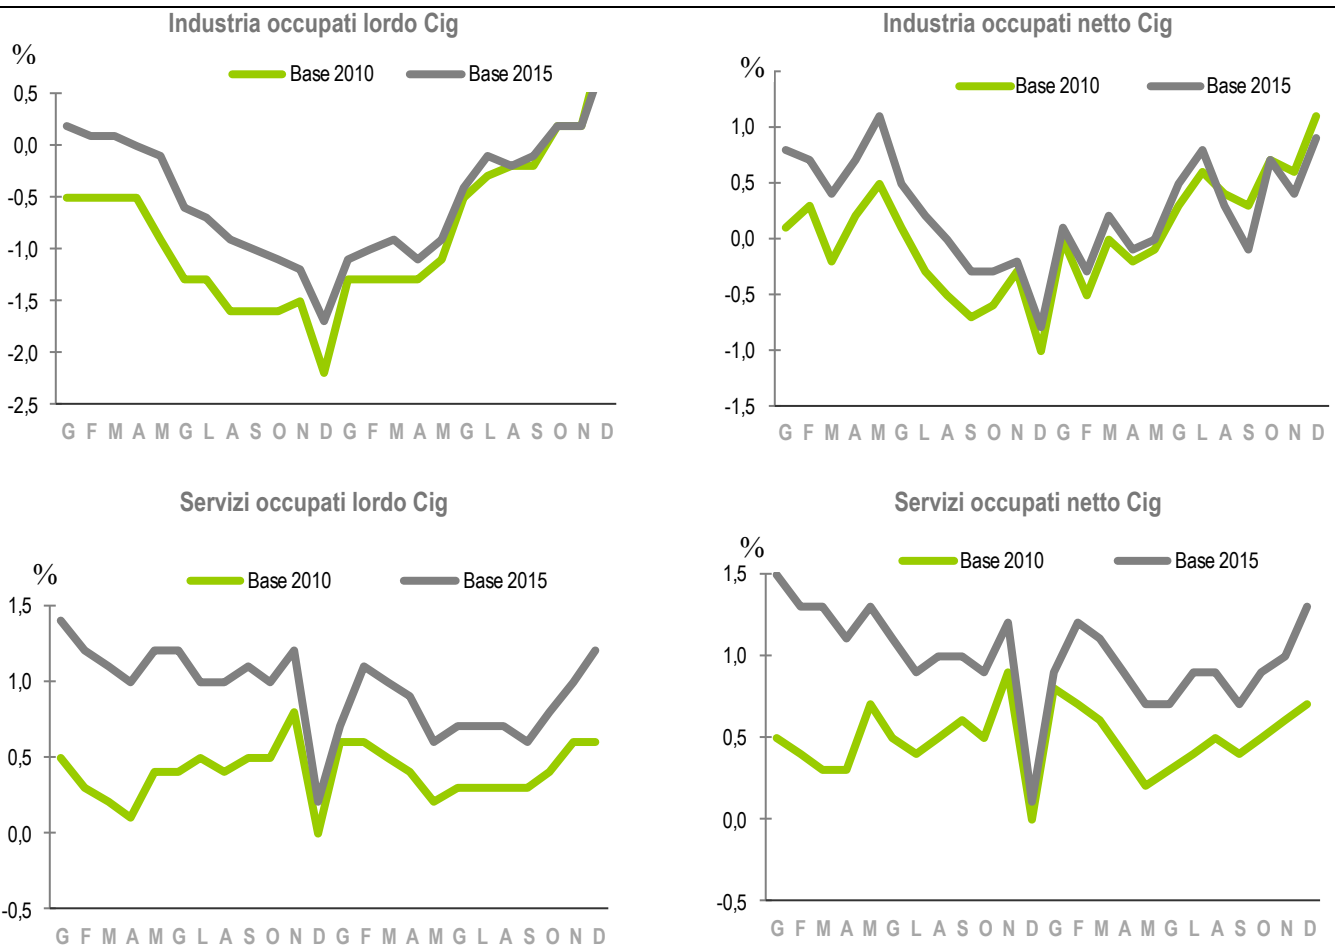 Industria occupati lordo Cig
%
Base 2010 Base 2015
0,5
0,0
-0,5
-1,0
-1,5
-2,0
-2,5
G F M A M G L A S O N D G F M A M G L A S O N D
Industria occupati netto Cig
%
Base 2010 Base 2015
1,0
0,5
0,0
-0,5
-1,0
-1,5
G F M A M G L A S O N D G F M A M G L A S O N D
Servizi occupati lordo Cig
%
Base 2010 Base 2015
1,5
1,0
0,5
0,0
-0,5
G F M A M G L A S O N D G F M A M G L A S O N D
Servizi occupati netto Cig
%
Base 2010 Base 2015
1,5
1,0
0,5
0,0
-0,5
G F M A M G L A S O N D G F M A M G L A S O N D